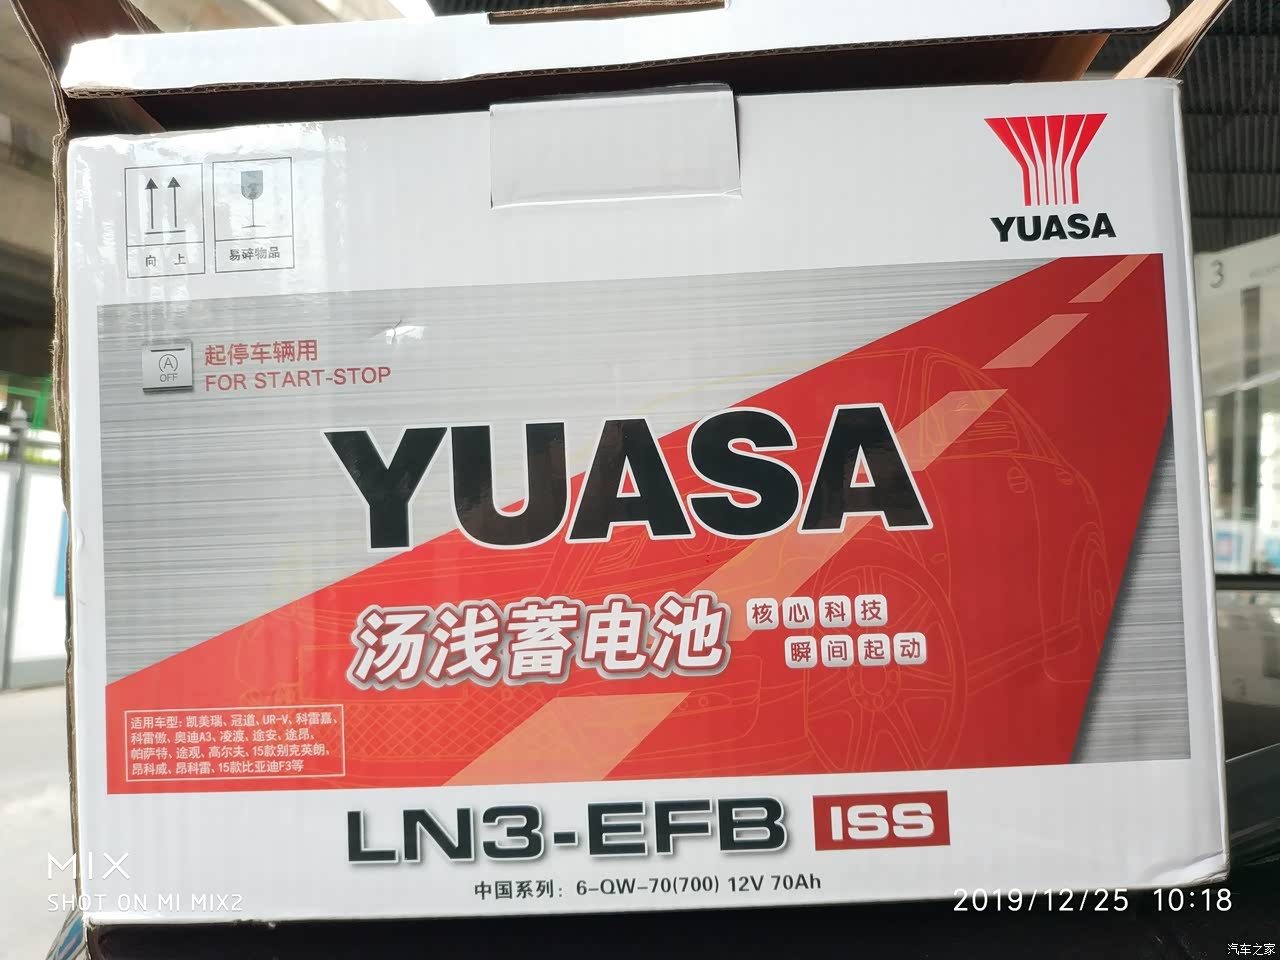 YUASA
向 上
易碎物品
3
A
OFF
起停车辆用
FOR START-STOP
YUASA
汤浅蓄电池
核心科技
瞬间起动
适用车型：凯美瑞、冠道、UR-V、科雷嘉、
科雷傲、奥迪A3、凌渡、途安、途昂、
帕萨特、途观、高尔夫、15款别克英朗、
昂科威、昂科雷、15款比亚迪F3等
LN3-EFB ISS
中国系列：6-QW-70(700) 12V 70Ah
MIX
SHOT ON MI MIX2
2019/12/25 10:18
汽车之家